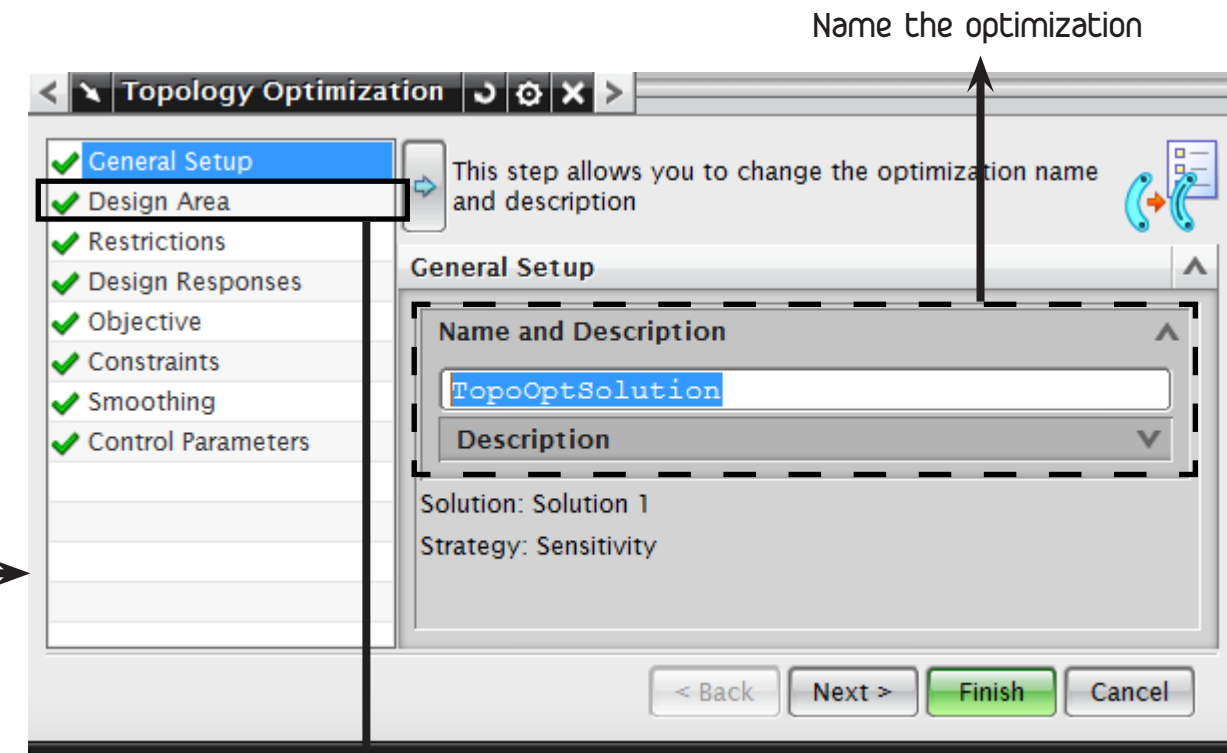 Name the optimization
Topology Optimization
General Setup
Design Area
Restrictions
Design Responses
Objective
Constraints
Smoothing
Control Parameters
This step allows you to change the optimization name
and description
General Setup
Name and Description
TopoOptSolution
Description
Solution: Solution 1
Strategy: Sensitivity
< Back
Next >
Finish
Cancel